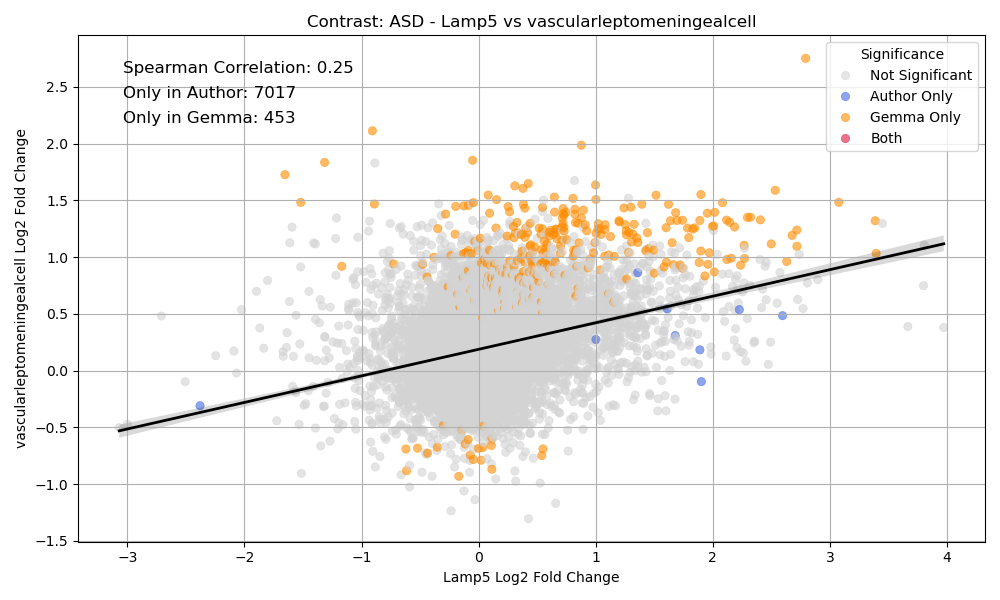 Contrast: ASD - Lamp5 vs vascularleptomeningealcell
Spearman Correlation: 0.25
Only in Author: 7017
Only in Gemma: 453
Significance
Not Significant
Author Only
Gemma Only
Both
vascularleptomeningealcell Log2 Fold Change
2.5
2.0
1.5
1.0
0.5
0.0
−0.5
−1.0
−1.5
−3
−2
−1
0
1
2
3
4
Lamp5 Log2 Fold Change